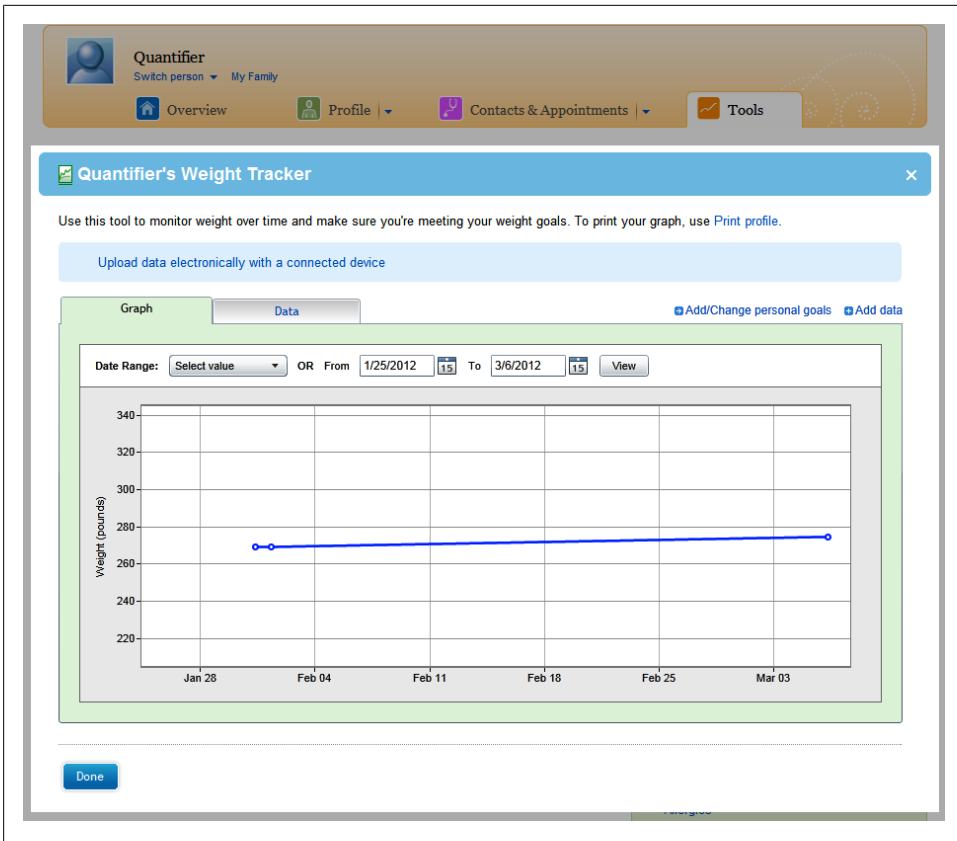 Quantifier
Switch person My Family
Overview Profile Contacts & Appointments Tools
Quantifier's Weight Tracker
Use this tool to monitor weight over time and make sure you're meeting your weight goals. To print your graph, use Print profile.
Upload data electronically with a connected device
Graph Data Add/Change personal goals Add data
Date Range: Select value OR From 1/25/2012 15 To 3/6/2012 15 View
340
320
300
280
260
240
220
Weight (pounds)
Jan 28 Feb 04 Feb 11 Feb 18 Feb 25 Mar 03
Done